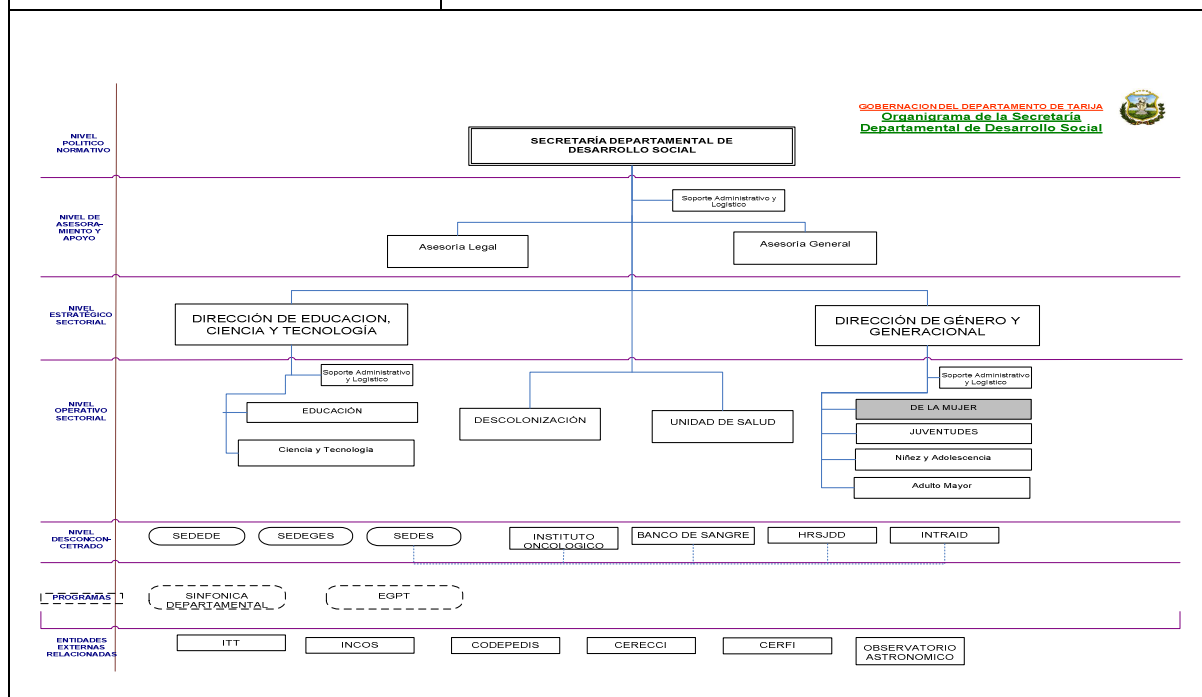 GOBERNACION DEL DEPARTAMENTO DE TARIJA
Organigrama de la Secretaría
Departamental de Desarrollo Social
NIVEL
POLITICO
NORMATIVO
SECRETARÍA DEPARTAMENTAL DE
DESARROLLO SOCIAL
NIVEL DE
ASESORA–
MIENTO Y
APOYO
Soporte Administrativo y
Logístico
Asesoría Legal
Asesoría General
NIVEL
ESTRATÉGICO
SECTORIAL
DIRECCIÓN DE EDUCACION,
CIENCIA Y TECNOLOGÍA
DIRECCIÓN DE GÉNERO Y
GENERACIONAL
NIVEL
OPERATIVO
SECTORIAL
Soporte Administrativo
y Logístico
EDUCACIÓN
Ciencia y Tecnología
DESCOLONIZACIÓN
UNIDAD DE SALUD
Soporte Administrativo
y Logístico
DE LA MUJER
JUVENTUDES
Niñez y Adolescencia
Adulto Mayor
NIVEL
DESCONCON-
CETRADO
SEDEDE
SEDEGES
SEDES
INSTITUTO
ONCOLOGICO
BANCO DE SANGRE
HRSJDD
INTRAID
PROGRAMAS
SINFONICA
DEPARTAMENTAL
EGPT
ENTIDADES
EXTERNAS
RELACIONADAS
ITT
INCOS
CODEPEDIS
CERECCI
CERFI
OBSERVATORIO
ASTRONOMICO